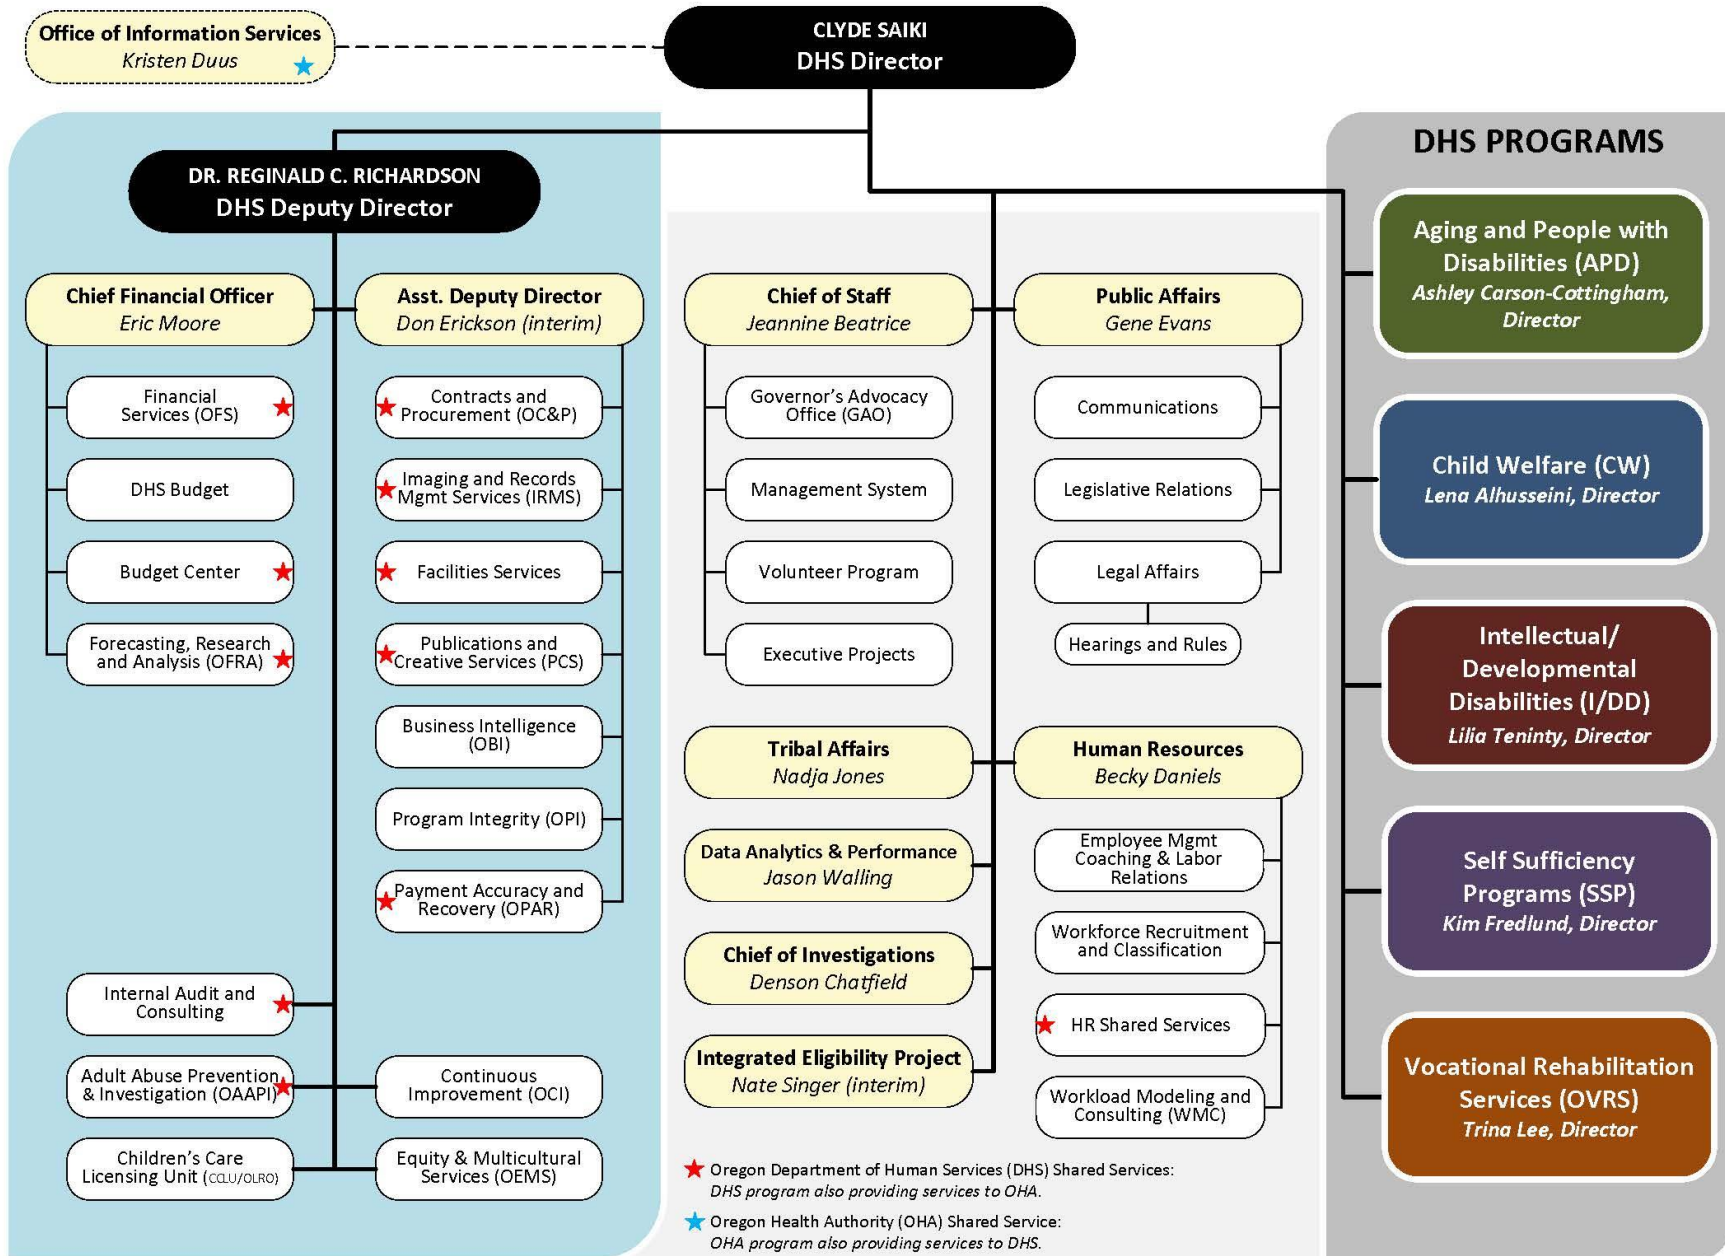 Office of Information Services
Kristen Duus
CLYDE SAIKI
DHS Director
DR. REGINALD C. RICHARDSON
DHS Deputy Director
Chief Financial Officer
Eric Moore
Financial
Services (OFS)
DHS Budget
Budget Center
Forecasting, Research
and Analysis (OFRA)
Asst. Deputy Director
Don Erickson (interim)
Contracts and
Procurement (OC&P)
Imaging and Records
Mgmt Services (IRMS)
Facilities Services
Publications and
Creative Services (PCS)
Business Intelligence
(OBI)
Program Integrity (OPI)
Payment Accuracy and
Recovery (OPAR)
Internal Audit and
Consulting
Adult Abuse Prevention
& Investigation (OAAPI)
Children's Care
Licensing Unit (CCLU/OLRO)
Continuous
Improvement (OCI)
Equity & Multicultural
Services (OEMS)
Chief of Staff
Jeannine Beatrice
Governor's Advocacy
Office (GAO)
Management System
Volunteer Program
Executive Projects
Public Affairs
Gene Evans
Communications
Legislative Relations
Legal Affairs
Hearings and Rules
Tribal Affairs
Nadja Jones
Data Analytics & Performance
Jason Walling
Chief of Investigations
Denson Chatfield
Integrated Eligibility Project
Nate Singer (interim)
Human Resources
Becky Daniels
Employee Mgmt
Coaching & Labor
Relations
Workforce Recruitment
and Classification
HR Shared Services
Workload Modeling and
Consulting (WMC)
Oregon Department of Human Services (DHS) Shared Services:
DHS program also providing services to OHA.
Oregon Health Authority (OHA) Shared Service:
OHA program also providing services to DHS.
DHS PROGRAMS
Aging and People with
Disabilities (APD)
Ashley Carson-Cottingham,
Director
Child Welfare (CW)
Lena Alhusseini, Director
Intellectual/
Developmental
Disabilities (I/DD)
Lilia Teninty, Director
Self Sufficiency
Programs (SSP)
Kim Fredlund, Director
Vocational Rehabilitation
Services (OVRS)
Trina Lee, Director